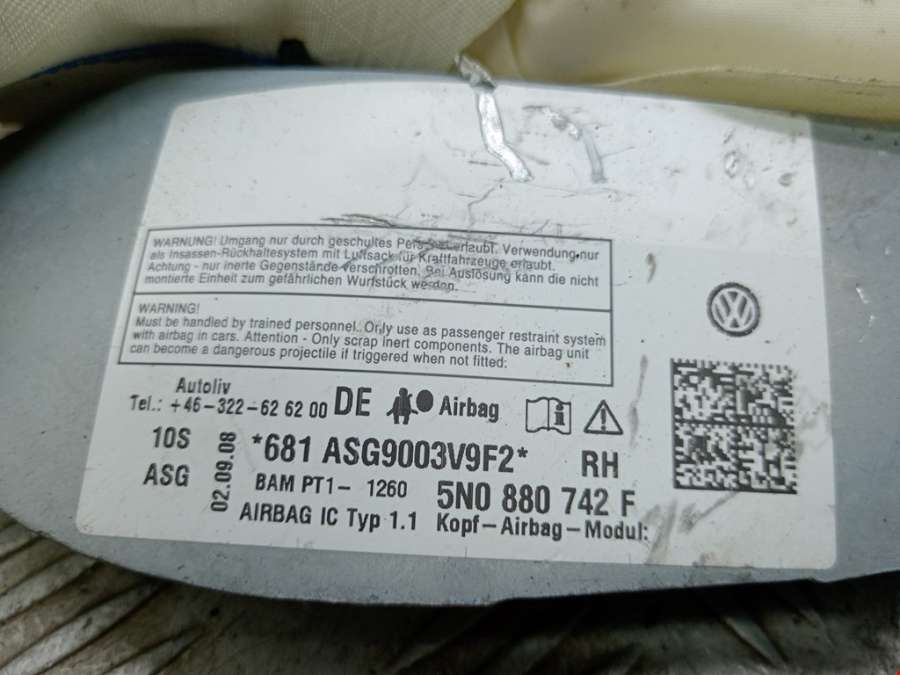 WARNUNG! Umgang nur durch geschultes Personal erlaubt. Verwendung nur
als Insassen-Rückhaltesystem mit Luftsack für Kraftfahrzeuge erlaubt.
Achtung - nur inerte Gegenstände verschrotten. Bei Auslösung kann die nicht
montierte Einheit zum gefährlichen Wurfstück werden.
WARNING!
Must be handled by trained personnel. Only use as passenger restraint system
with airbag in cars. Attention - Only scrap inert components. The airbag unit
can become a dangerous projectile if triggered when not fitted:
Autoliv
Tel.: +46-322-62 62 00 DE Airbag
10S
ASG
02.09.08
*681 ASG9003V9F2* RH
BAM PT1- 1260 5N0 880 742 F
AIRBAG IC Typ 1.1 Kopf-Airbag-Modul: